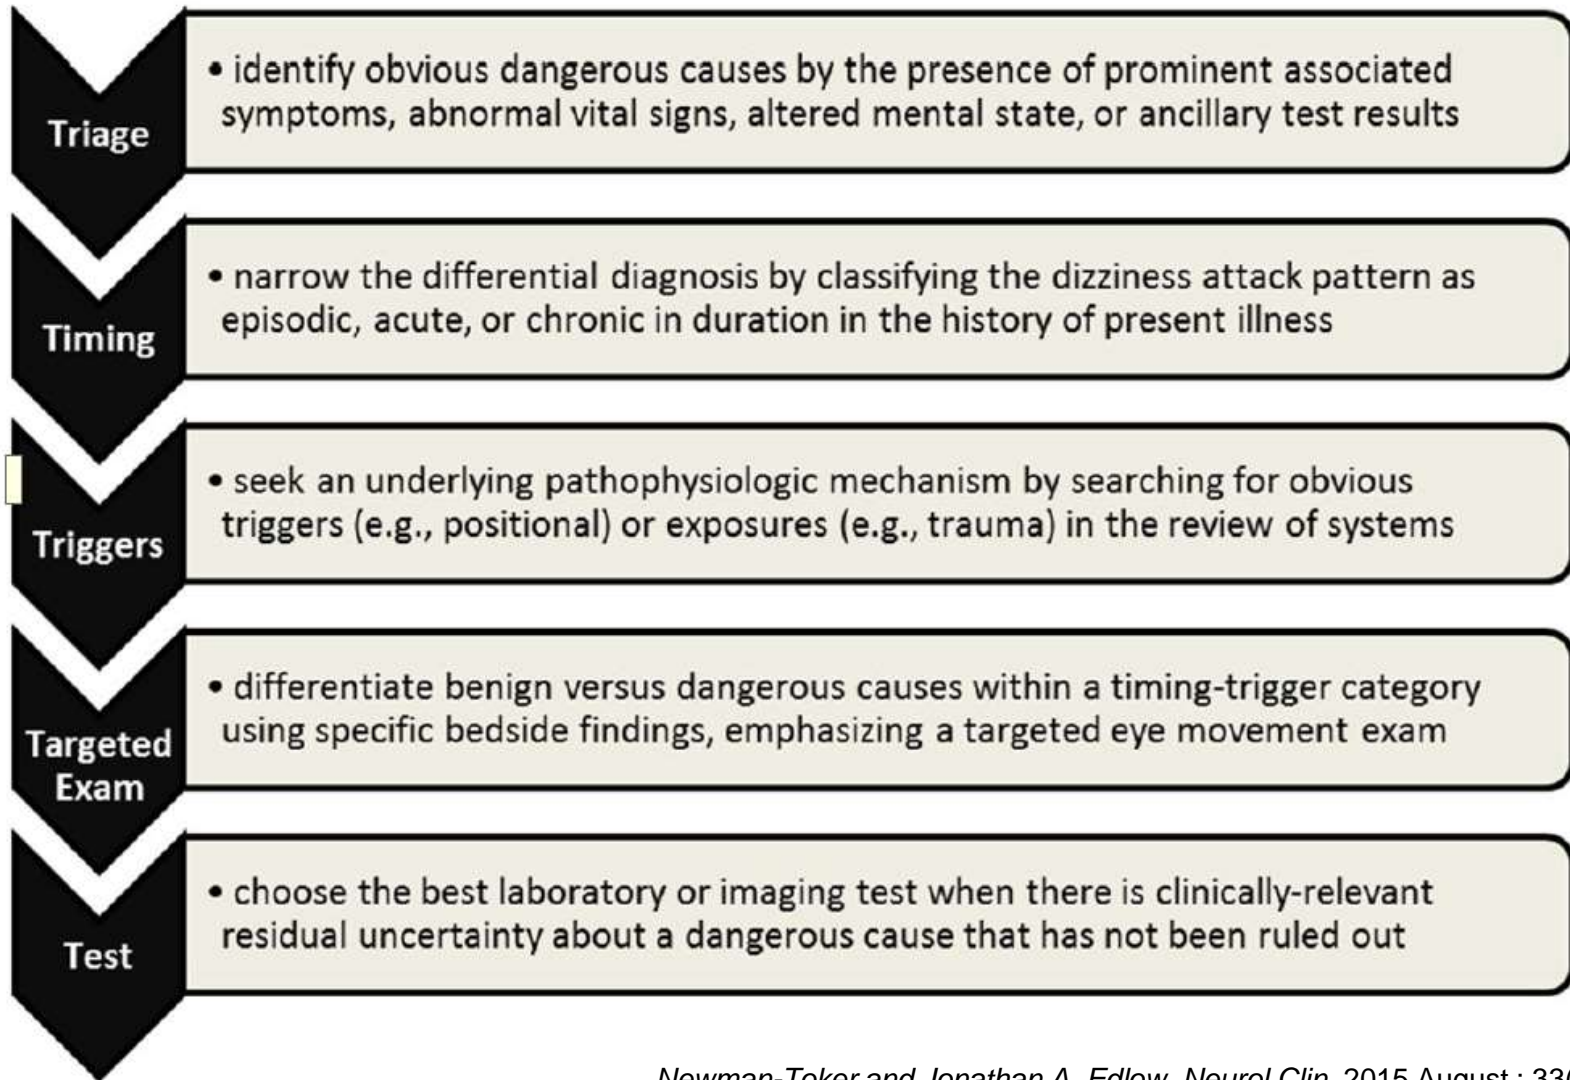 Triage
• identify obvious dangerous causes by the presence of prominent associated
symptoms, abnormal vital signs, altered mental state, or ancillary test results
Timing
• narrow the differential diagnosis by classifying the dizziness attack pattern as
episodic, acute, or chronic in duration in the history of present illness
Triggers
• seek an underlying pathophysiologic mechanism by searching for obvious
triggers (e.g., positional) or exposures (e.g., trauma) in the review of systems
Targeted
Exam
• differentiate benign versus dangerous causes within a timing-trigger category
using specific bedside findings, emphasizing a targeted eye movement exam
Test
• choose the best laboratory or imaging test when there is clinically-relevant
residual uncertainty about a dangerous cause that has not been ruled out
Newman-Toker and Jonathan A. Edlow, Neurol Clin. 2015 August ;